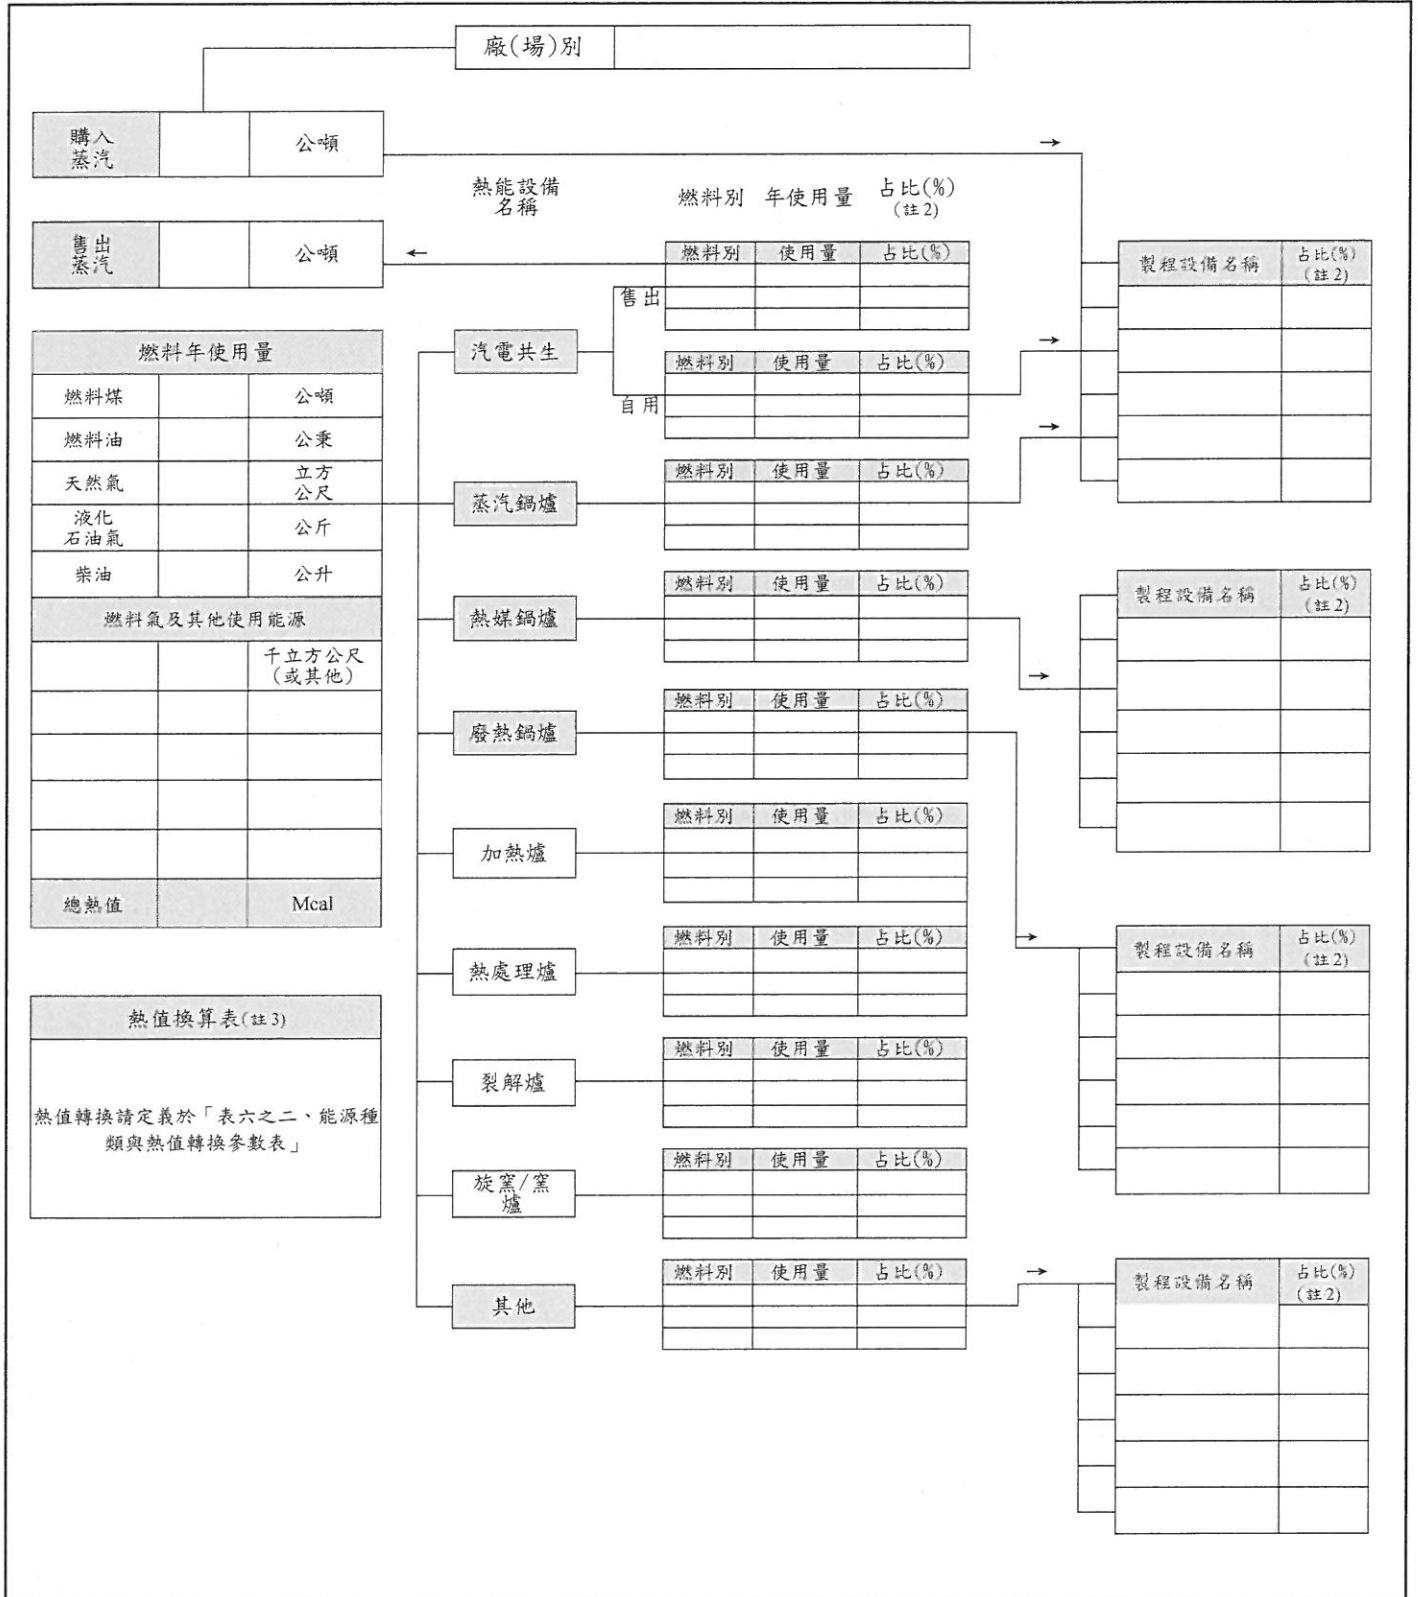 廠(場)別
購入
蒸汽
公噸
→
熱能設備
名稱
燃料別 年使用量 占比(%)
(註2)
售出
蒸汽
公噸
←
燃料別 使用量 占比(%)
售出
製程設備名稱 占比(%)
(註2)
燃料年使用量
燃料煤 公噸
燃料油 公秉
天然氣 立方
公尺
液化
石油氣 公斤
柴油 公升
燃料氣及其他使用能源
千立方公尺
(或其他)
總熱值 Mcal
熱值換算表(註3)
熱值轉換請定義於「表六之二、能源種
類與熱值轉換參數表」
汽電共生
燃料別 使用量 占比(%)
自用
→
蒸汽鍋爐
燃料別 使用量 占比(%)
→
熱媒鍋爐
燃料別 使用量 占比(%)
→
製程設備名稱 占比(%)
(註2)
廢熱鍋爐
燃料別 使用量 占比(%)
加熱爐
燃料別 使用量 占比(%)
熱處理爐
燃料別 使用量 占比(%)
→
製程設備名稱 占比(%)
(註2)
裂解爐
燃料別 使用量 占比(%)
旋窯/窯
爐
燃料別 使用量 占比(%)
其他
燃料別 使用量 占比(%)
→
製程設備名稱 占比(%)
(註2)